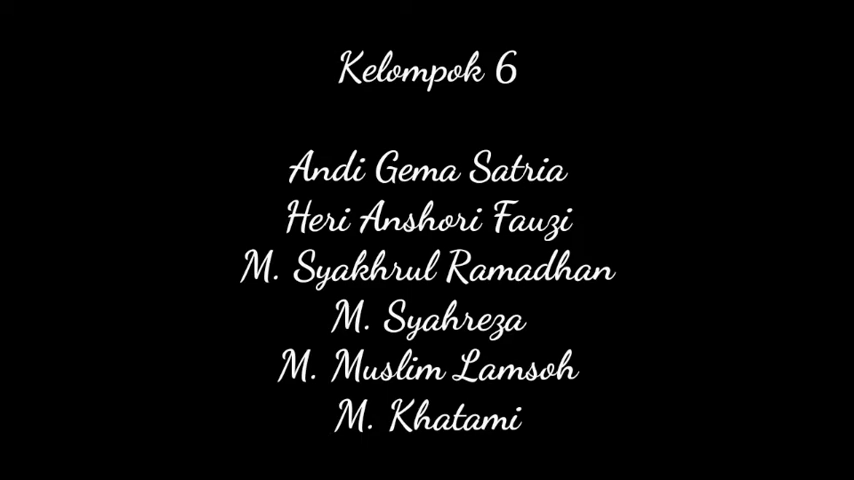 Kelompok 6
Andi Gema Satria
Heri Anshori Fauzi
M. Syakhrul Ramadhan
M. Syahreza
M. Muslim Lamsoh
M. Khatami